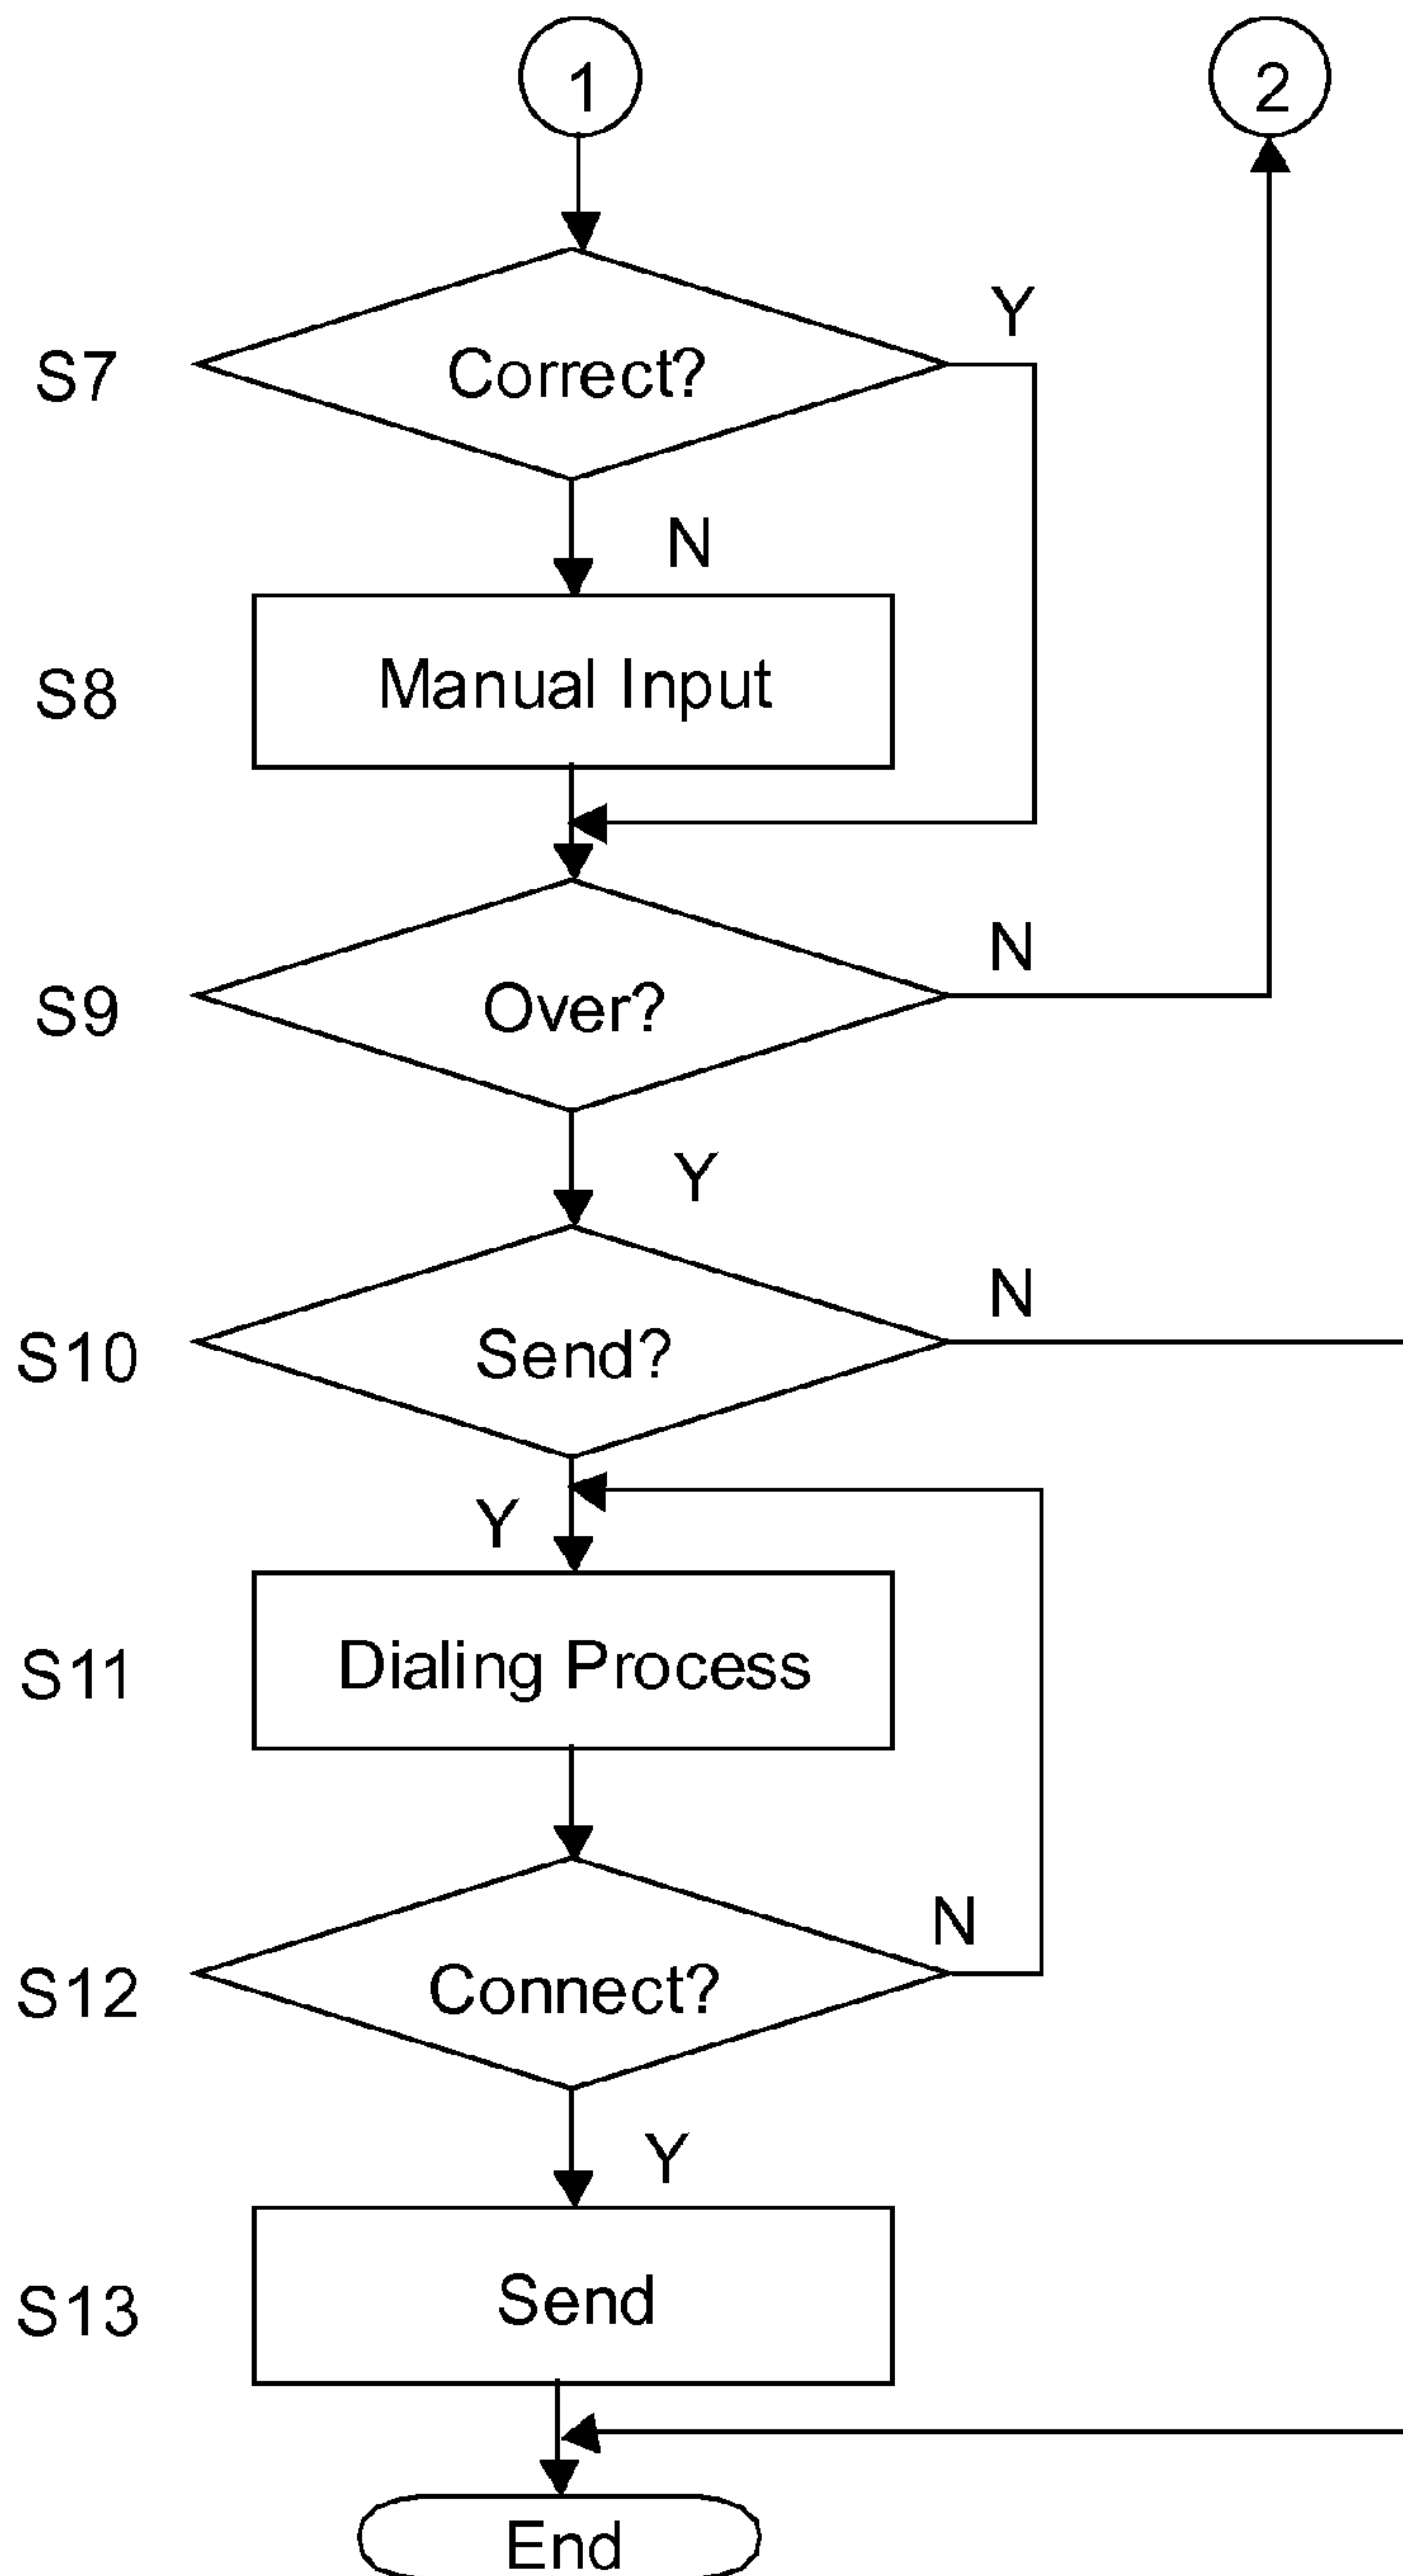 1
2
Y
S7
Correct?
N
S8
Manual Input
N
S9
Over?
Y
N
S10
Send?
Y
S11
Dialing Process
N
S12
Connect?
Y
S13
Send
End